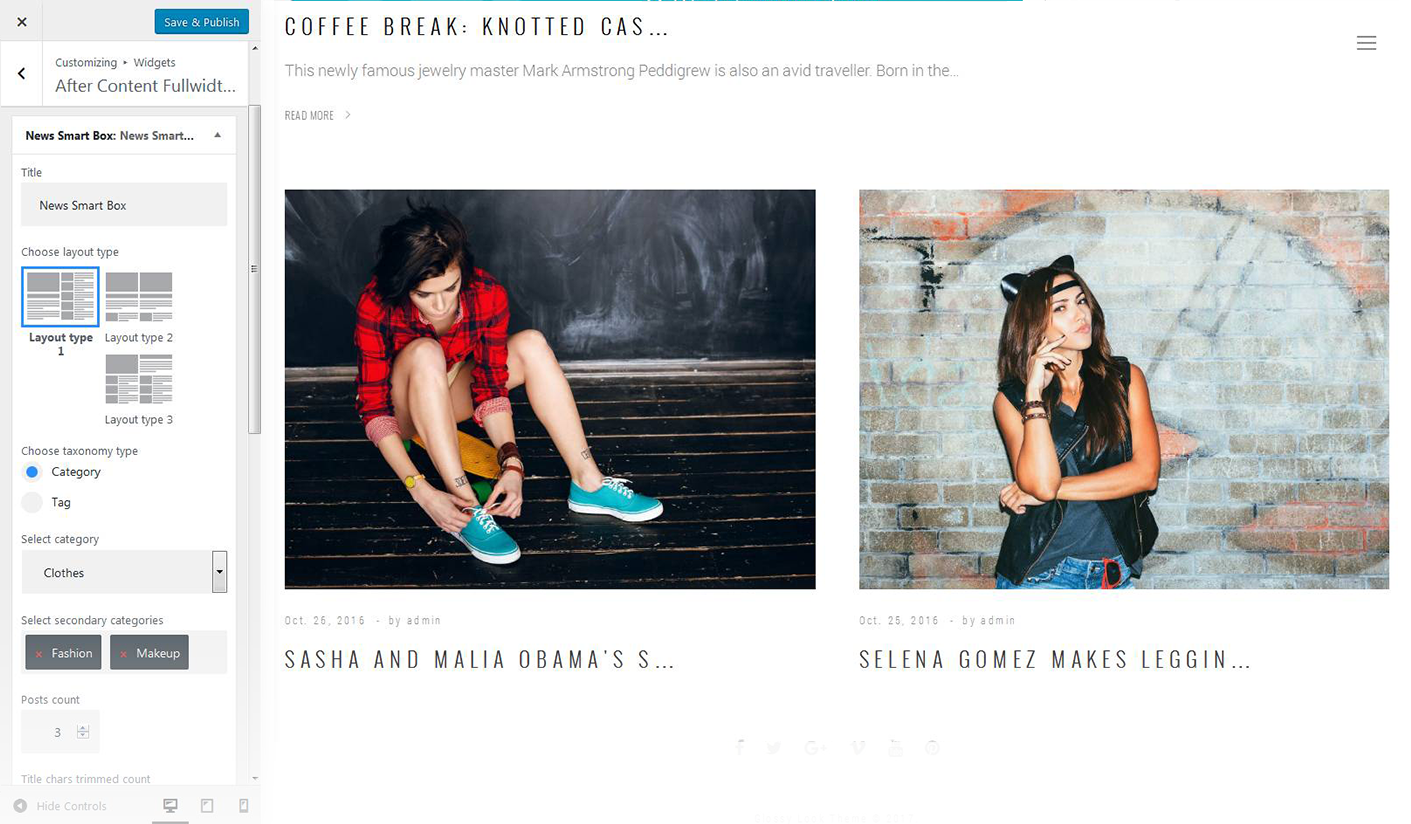 Save & Publish
Customizing ▸ Widgets
After Content Fullwidt...
News Smart Box: News Smart...
Title
News Smart Box
Choose layout type
Layout type 1
Layout type 2
Layout type 3
Choose taxonomy type
Category
Tag
Select category
Clothes
Select secondary categories
× Fashion × Makeup
Posts count
3
Title chars trimmed count
Hide Controls
COFFEE BREAK: KNOTTED CAS...
This newly famous jewelry master Mark Armstrong Peddigrew is also an avid traveller. Born in the...
READ MORE
Oct. 26, 2016 - by admin
SASHA AND MALIA OBAMA'S S...
Oct. 25, 2016 - by admin
SELENA GOMEZ MAKES LEGGIN...